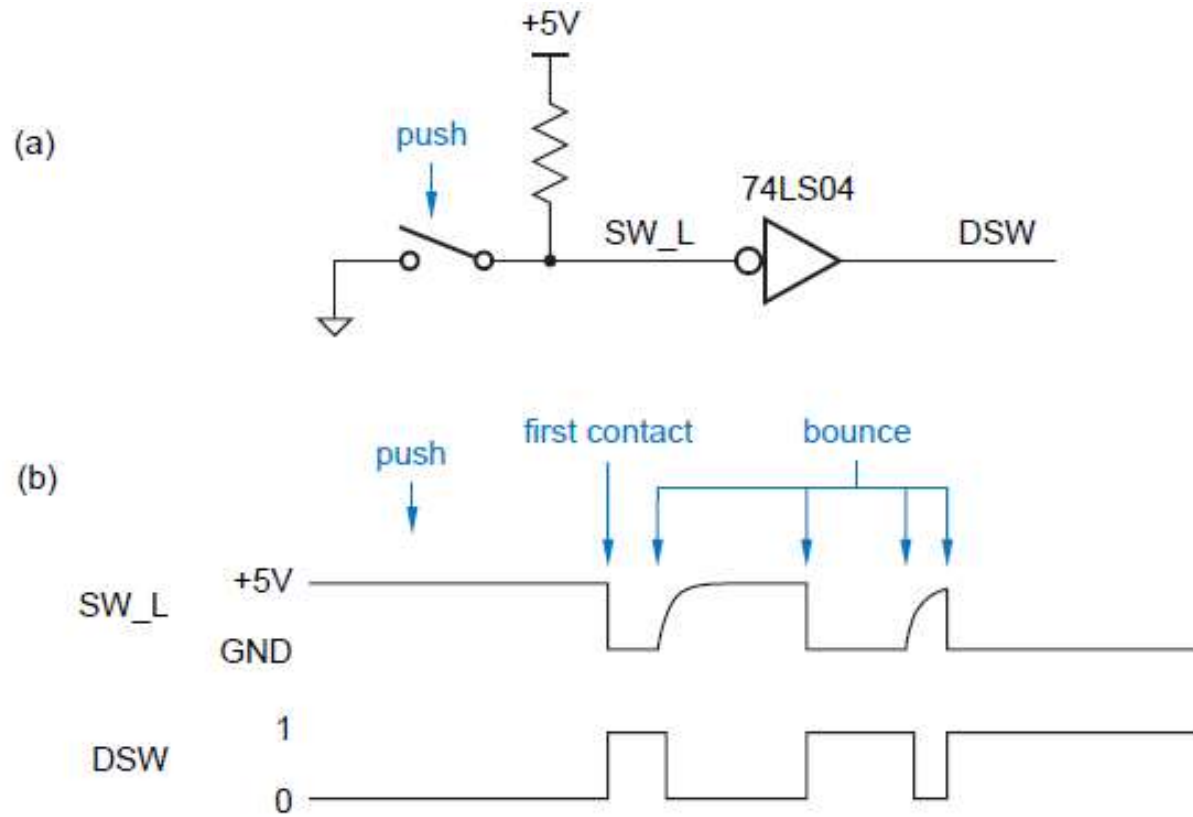 +5V
(a)
push
74LS04
SW_L
DSW
first contact
bounce
push
(b)
+5V
SW_L
GND
1
DSW
0